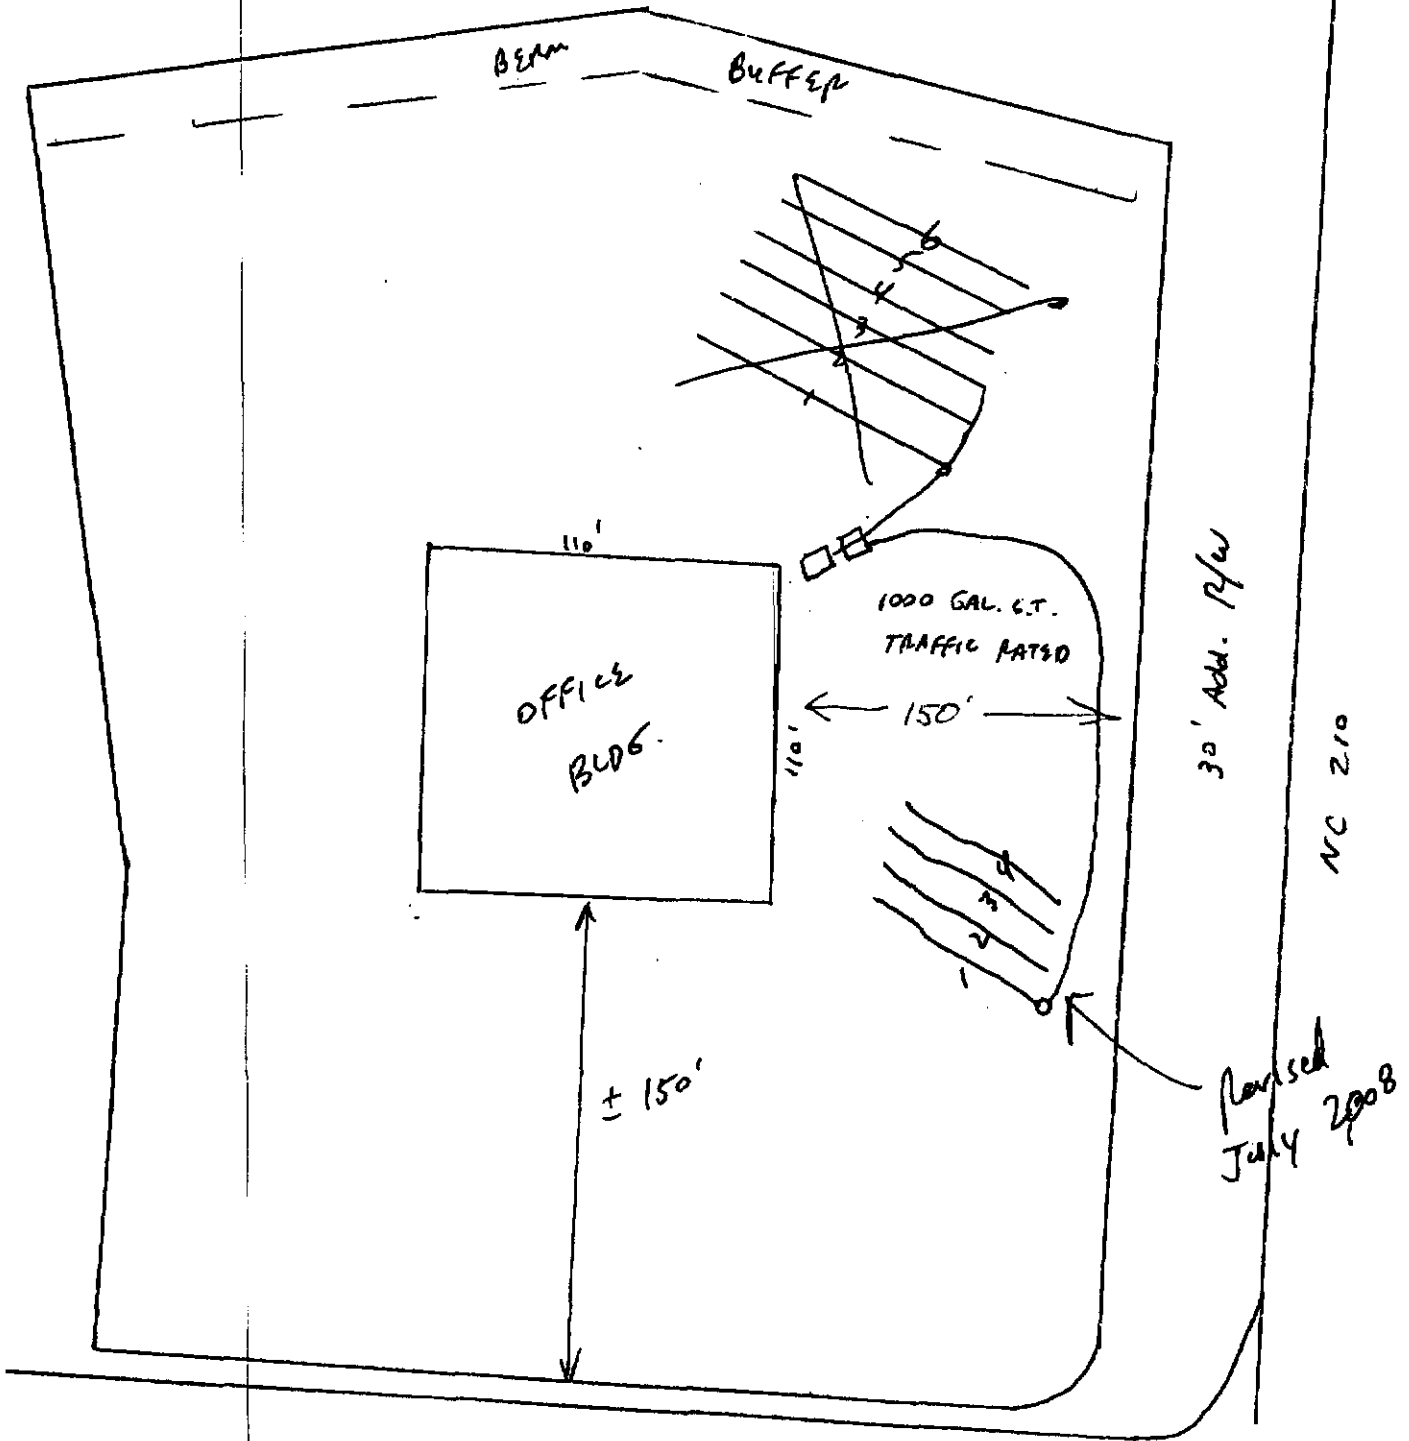 BERM
BUFFER
6
5
4
3
2
1
110'
1000 GAL. S.T.
TRAFFIC RATED
OFFICE
BLDG.
150'
110'
30' Add. R/W
NC 210
4
3
2
1
± 150'
Revised
July 2008